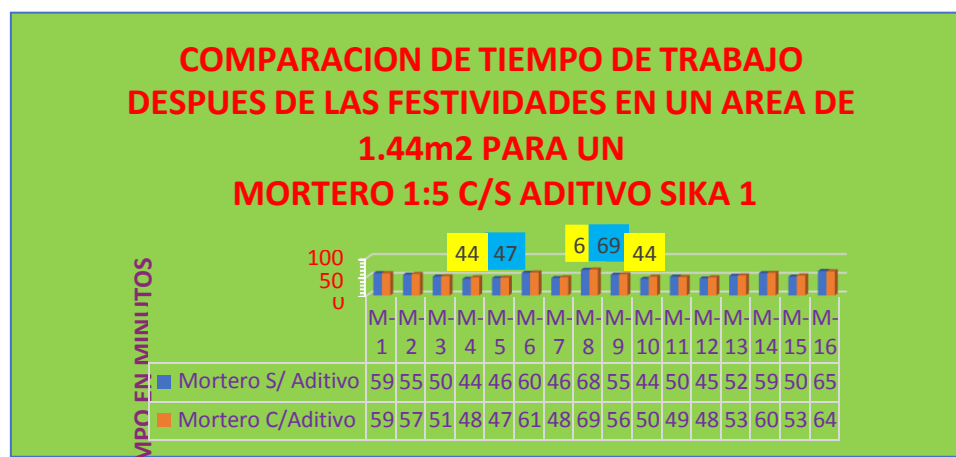 COMPARACION DE TIEMPO DE TRABAJO
DESPUES DE LAS FESTIVIDADES EN UN AREA DE
1.44m2 PARA UN
MORTERO 1:5 C/S ADITIVO SIKA 1
44 47 6 69 44
100
50
0
MPO EN MINUTOS
M-1 M-2 M-3 M-4 M-5 M-6 M-7 M-8 M-9 M-10 M-11 M-12 M-13 M-14 M-15 M-16
Mortero S/ Aditivo 59 55 50 44 46 60 46 68 55 44 50 45 52 59 50 65
Mortero C/Aditivo 59 57 51 48 47 61 48 69 56 50 49 48 53 60 53 64